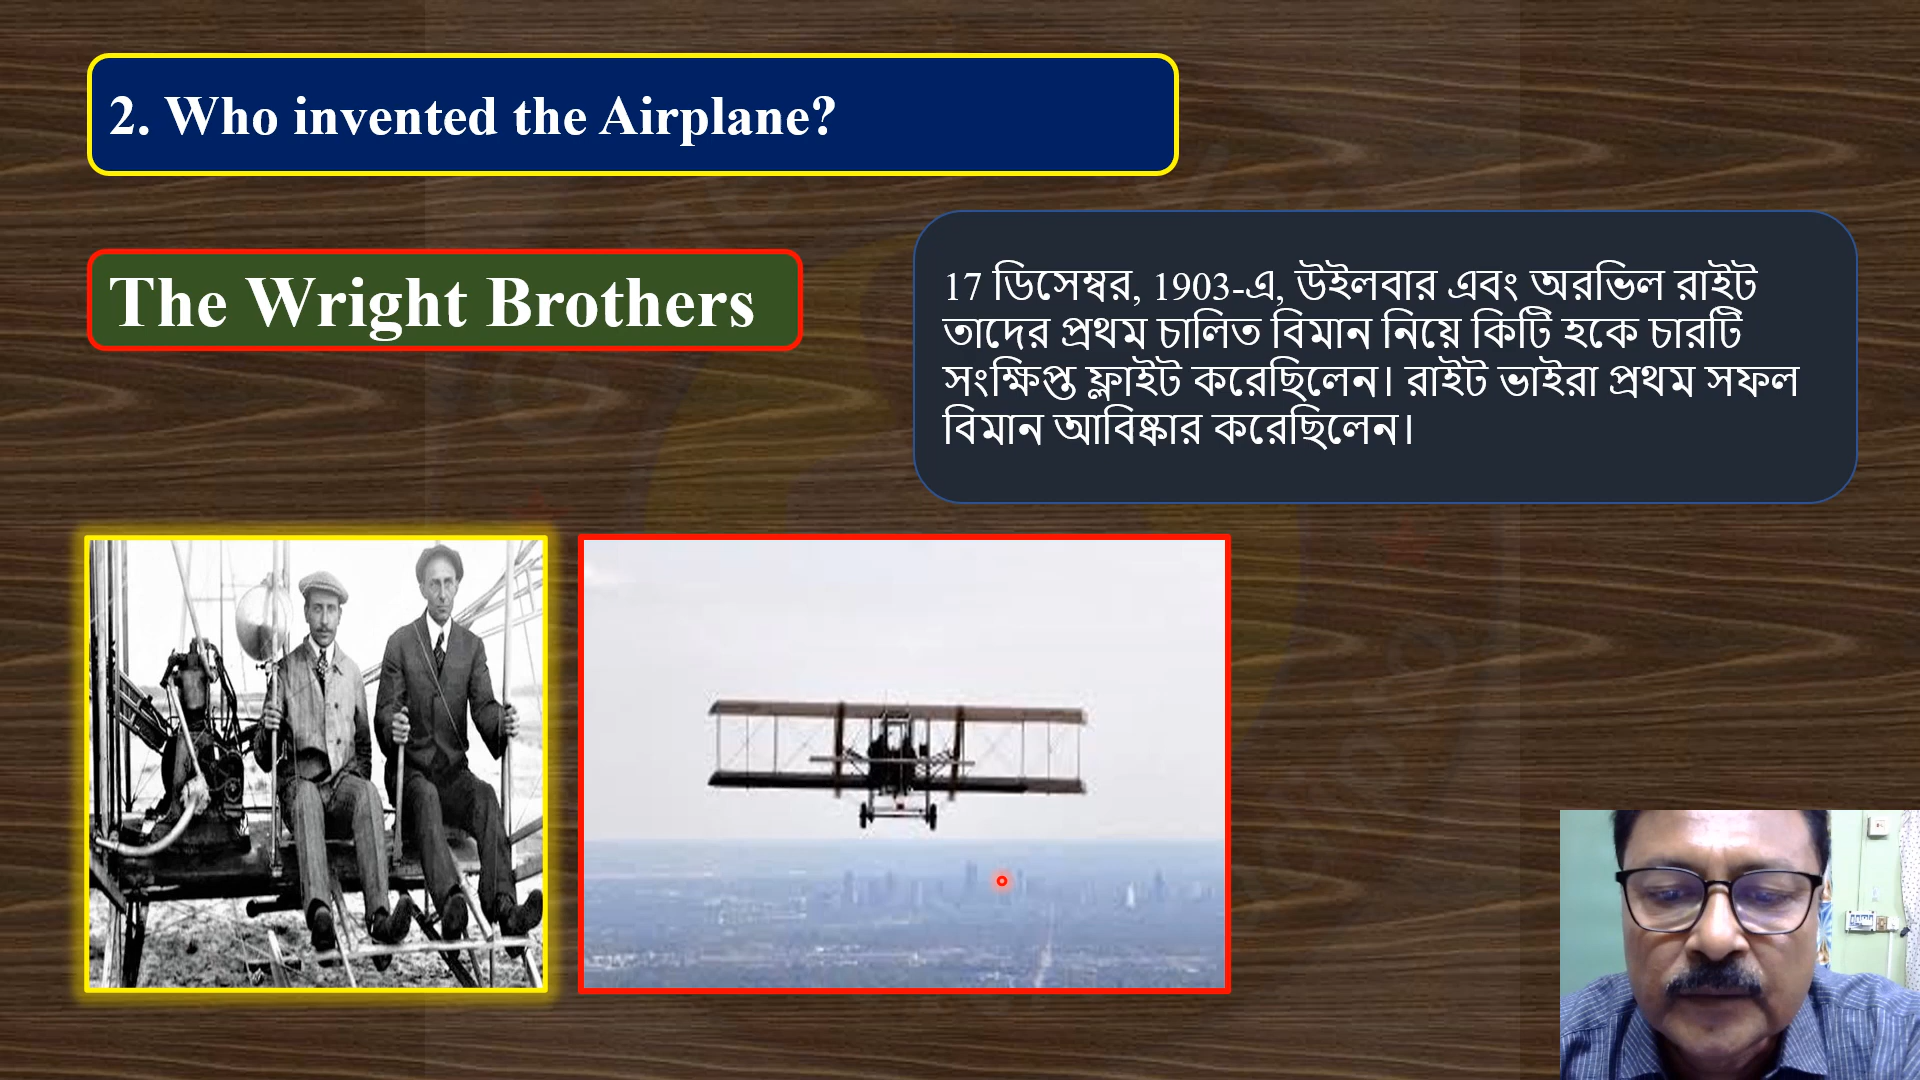 2. Who invented the Airplane?
The Wright Brothers
17 ডিসেম্বর, 1903-এ, উইলবার এবং অরভিল রাইট
তাদের প্রথম চালিত বিমান নিয়ে কিটি হকে চারটি
সংক্ষিপ্ত ফ্লাইট করেছিলেন। রাইট ভাইরা প্রথম সফল
বিমান আবিষ্কার করেছিলেন।